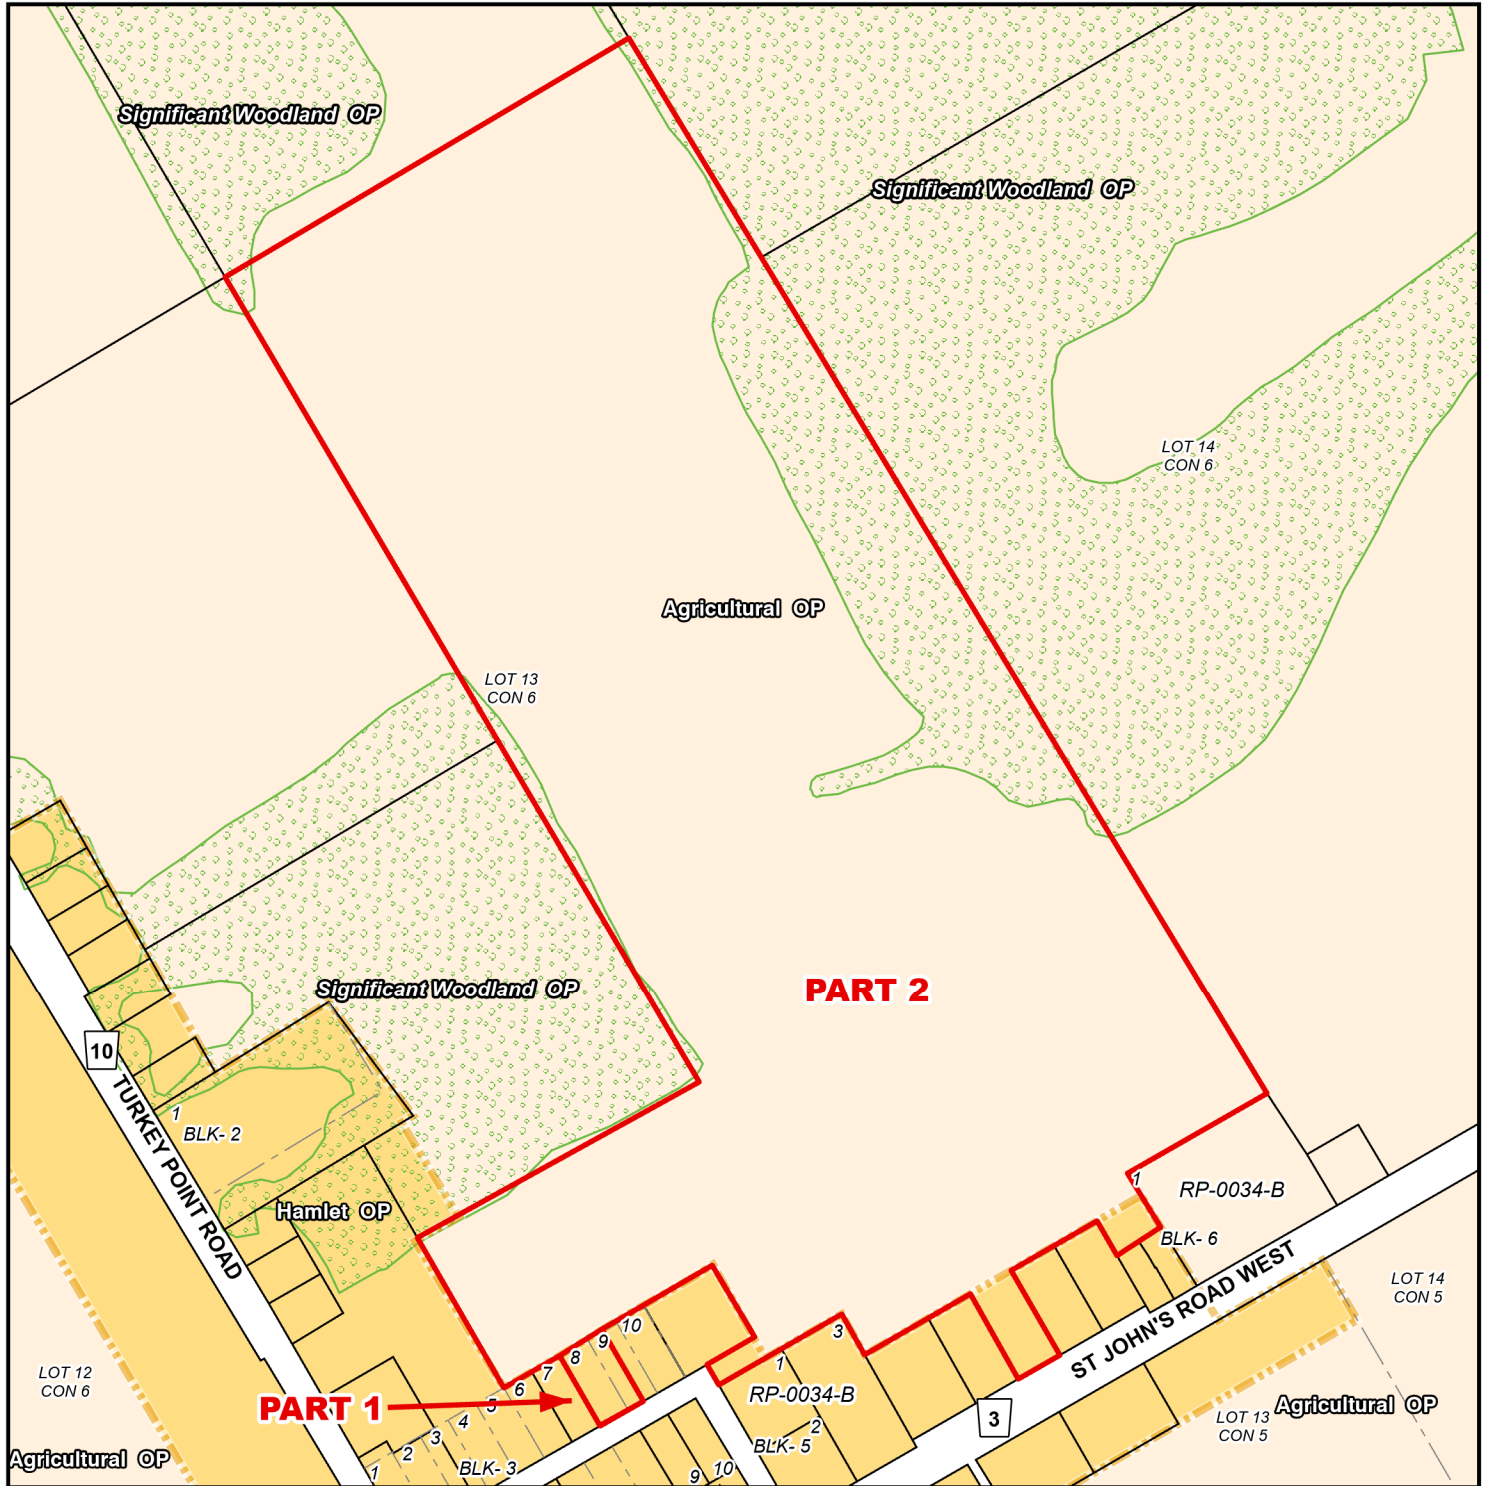 Significant Woodland OP
Significant Woodland OP
LOT 14
CON 6
Agricultural OP
LOT 13
CON 6
Significant Woodland OP
PART 2
10
TURKEY POINT ROAD
1
BLK- 2
Hamlet OP
1
RP-0034-B
BLK- 6
ST JOHN'S ROAD WEST
LOT 14
CON 5
10
9
8
7
6
5
4
3
2
1
BLK- 3
3
1
RP-0034-B
2
BLK- 5
3
LOT 12
CON 6
PART 1
Agricultural OP
LOT 13
CON 5
Agricultural OP
9
10